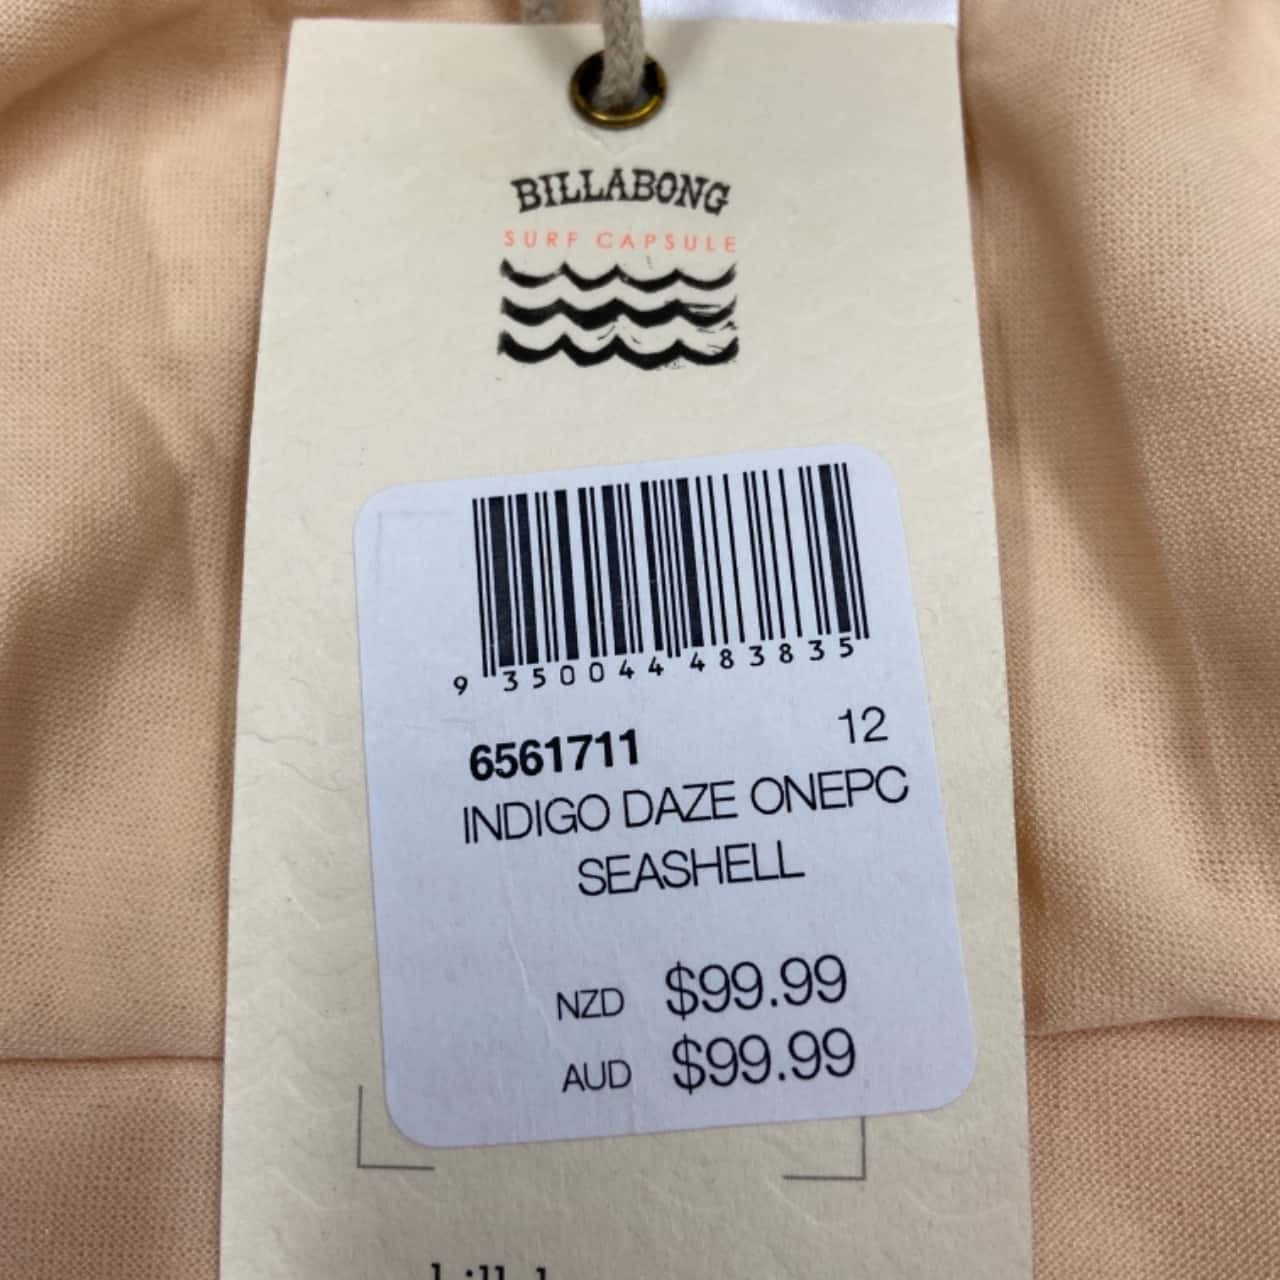 BILLABONG
SURF CAPSULE
9 350044 483835
6561711 12
INDIGO DAZE ONEPC
SEASHELL
NZD $99.99
AUD $99.99